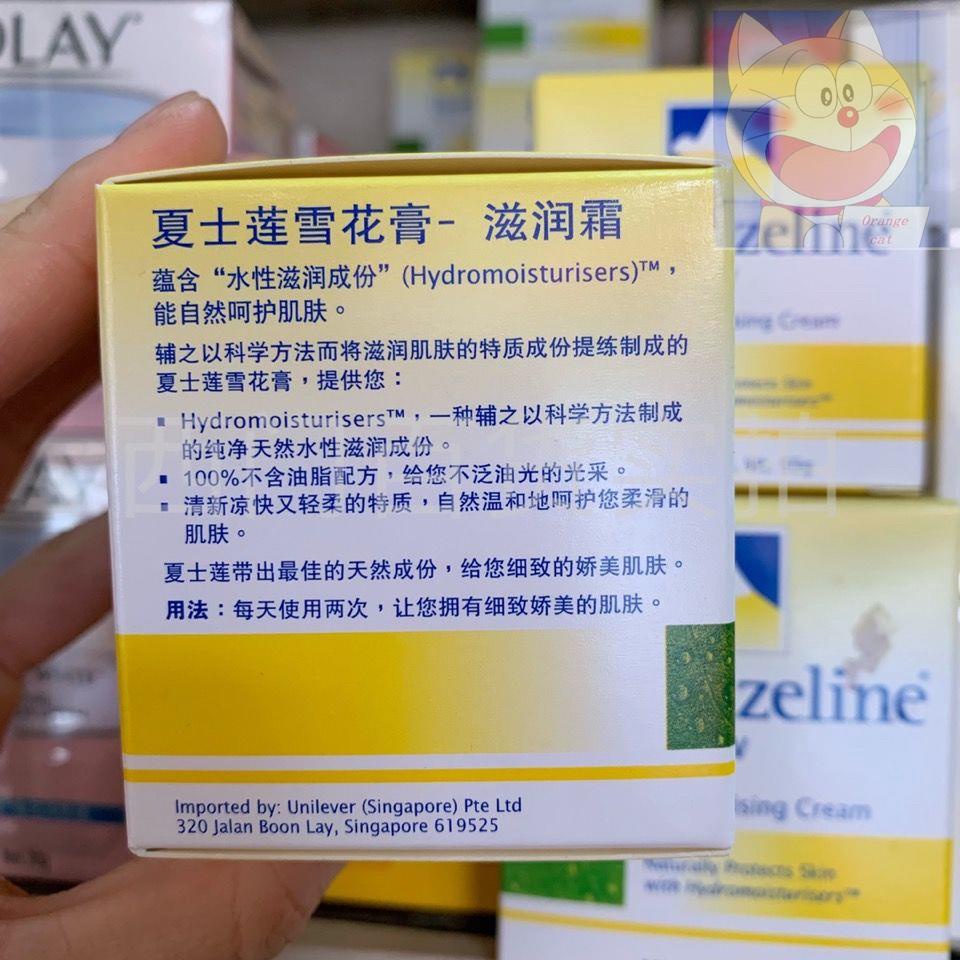 OLAY
夏士莲雪花膏- 滋润霜
蕴含“水性滋润成份”(Hydromoisturisers)™，
能自然呵护肌肤。
辅之以科学方法而将滋润肌肤的特质成份提练制成的
夏士莲雪花膏，提供您：
▪ Hydromoisturisers™，一种辅之以科学方法制成
的纯净天然水性滋润成份。
▪ 100%不含油脂配方，给您不泛油光的光采。
▪ 清新凉快又轻柔的特质，自然温和地呵护您柔滑的
肌肤。
夏士莲带出最佳的天然成份，给您细致的娇美肌肤。
用法：每天使用两次，让您拥有细致娇美的肌肤。
Imported by: Unilever (Singapore) Pte Ltd
320 Jalan Boon Lay, Singapore 619525
Orange
cat
zeline
ising Cream
zeline
ising Cream
Naturally Protects Skin
with Hydromoisturisers™